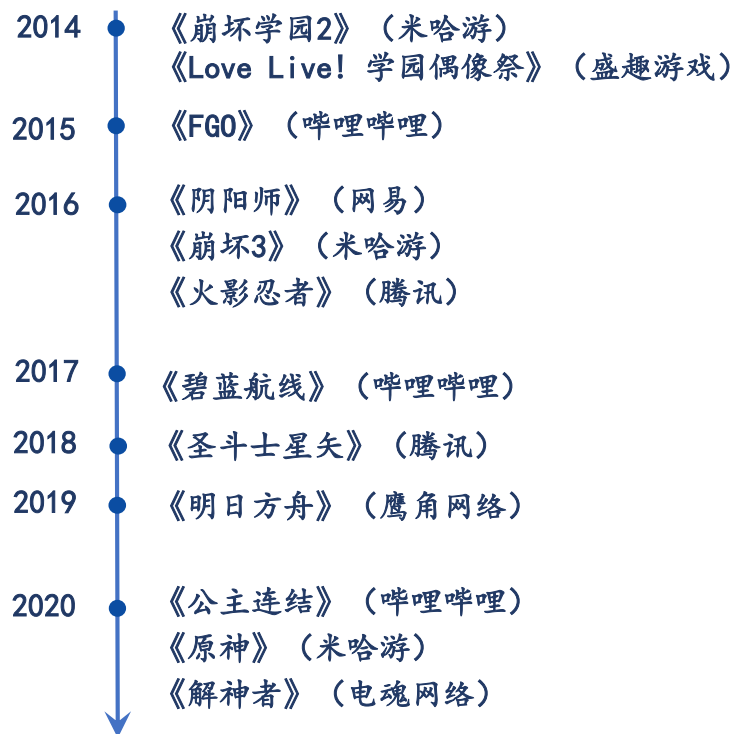 2014 《崩坏学园2》（米哈游）
《Love Live! 学园偶像祭》（盛趣游戏）
2015 《FGO》（哔哩哔哩）
2016 《阴阳师》（网易）
《崩坏3》（米哈游）
《火影忍者》（腾讯）
2017 《碧蓝航线》（哔哩哔哩）
2018 《圣斗士星矢》（腾讯）
2019 《明日方舟》（鹰角网络）
2020 《公主连结》（哔哩哔哩）
《原神》（米哈游）
《解神者》（电魂网络）